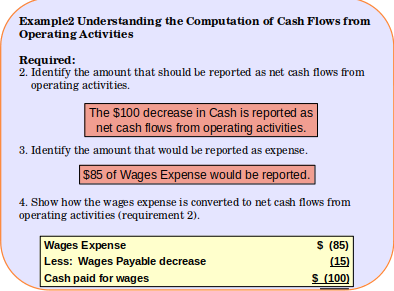 Example2 Understanding the Computation of Cash Flows from
Operating Activities
Required:
2. Identify the amount that should be reported as net cash flows from
operating activities.
The $100 decrease in Cash is reported as
net cash flows from operating activities.
3. Identify the amount that would be reported as expense.
$85 of Wages Expense would be reported.
4. Show how the wages expense is converted to net cash flows from
operating activities (requirement 2).
Wages Expense $ (85)
Less: Wages Payable decrease (15)
Cash paid for wages $ (100)